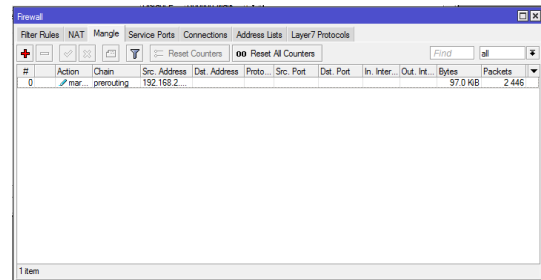 Firewall
Filter Rules NAT Mangle Service Ports Connections Address Lists Layer7 Protocols
Reset Counters 00 Reset All Counters Find all
# Action Chain Src. Address Dst. Address Proto... Src. Port Dst. Port In. Inter... Out. Int... Bytes Packets
0 mar... prerouting 192.168.2.... 97.0 KiB 2 446
1 item